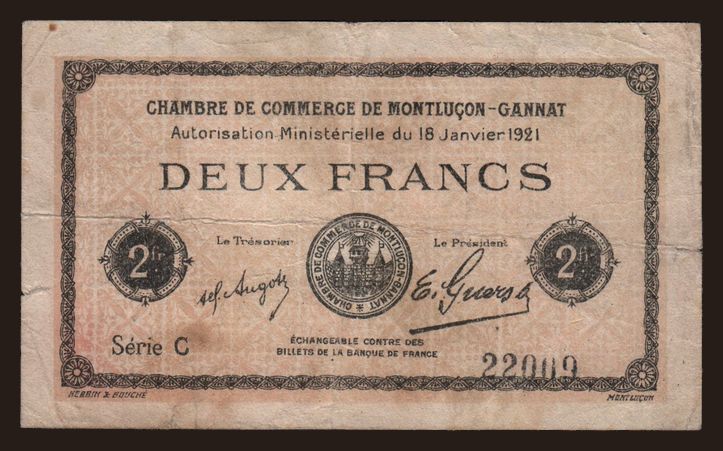 CHAMBRE DE COMMERCE DE MONTLUÇON-GANNAT
Autorisation Ministérielle du 18 Janvier 1921
DEUX FRANCS
2fr
Le Trésorier
CHAMBRE DE COMMERCE DE MONTLUÇON-GANNAT
Le Président
2fr
Série C
ÉCHANGEABLE CONTRE DES
BILLETS DE LA BANQUE DE FRANCE
22009
HERBIN & BOUCHÉ
MONTLUÇON